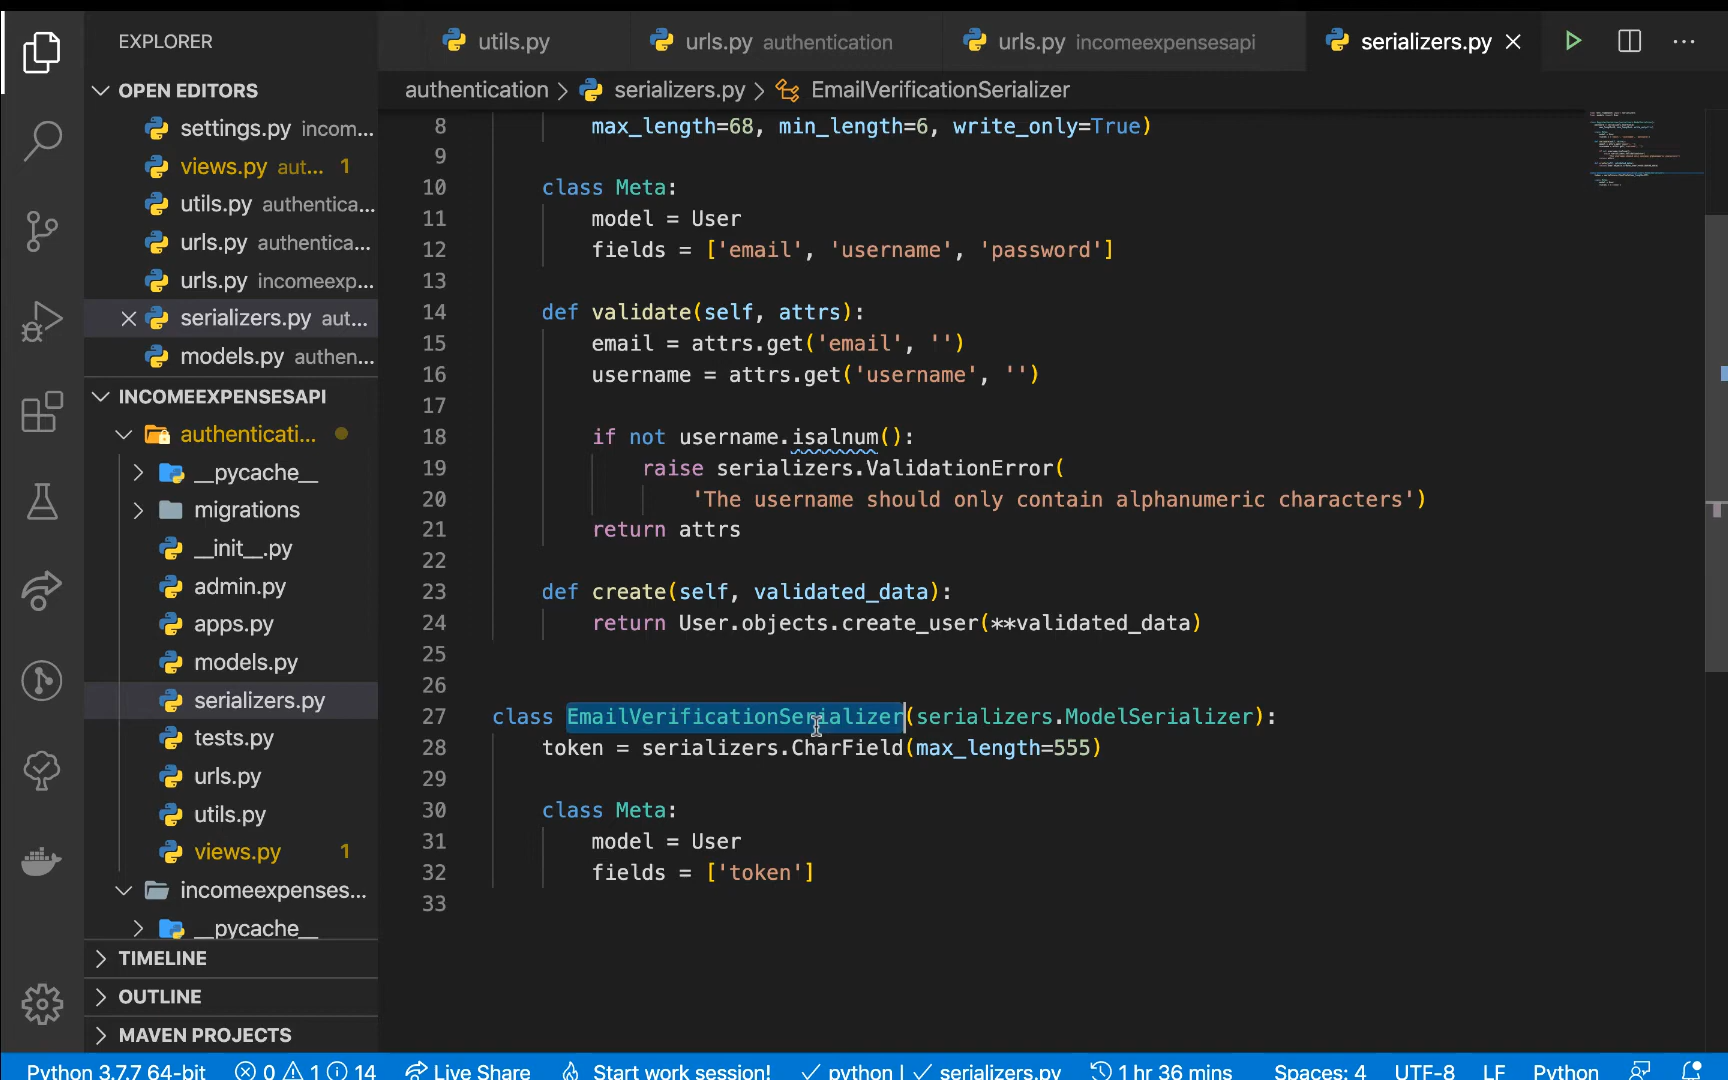 EXPLORER
OPEN EDITORS
settings.py incom...
views.py aut... 1
utils.py authentica...
urls.py authentica...
urls.py incomeexp...
serializers.py aut...
models.py authen...
INCOMEEXPENSESAPI
authenticati...
__pycache__
migrations
__init__.py
admin.py
apps.py
models.py
serializers.py
tests.py
urls.py
utils.py
views.py 1
incomeexpenses...
__pycache__
TIMELINE
OUTLINE
MAVEN PROJECTS
utils.py urls.py authentication urls.py incomeexpensesapi serializers.py
authentication > serializers.py > EmailVerificationSerializer
8 max_length=68, min_length=6, write_only=True)
9
10 class Meta:
11 model = User
12 fields = ['email', 'username', 'password']
13
14 def validate(self, attrs):
15 email = attrs.get('email', '')
16 username = attrs.get('username', '')
17
18 if not username.isalnum():
19 raise serializers.ValidationError(
20 'The username should only contain alphanumeric characters')
21 return attrs
22
23 def create(self, validated_data):
24 return User.objects.create_user(**validated_data)
25
26
27 class EmailVerificationSerializer(serializers.ModelSerializer):
28 token = serializers.CharField(max_length=555)
29
30 class Meta:
31 model = User
32 fields = ['token']
33
Python 3.7.7 64-bit 0 1 14 Live Share Start work session! python | serializers.py 1 hr 36 mins Spaces: 4 UTF-8 LF Python